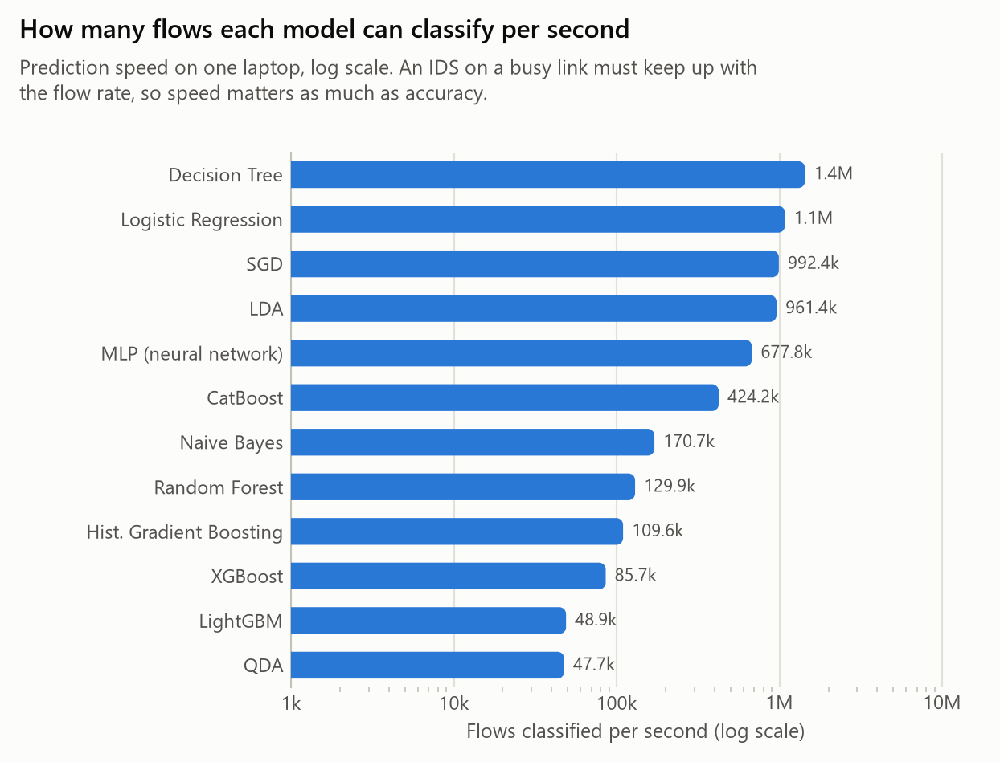 How many flows each model can classify per second
Prediction speed on one laptop, log scale. An IDS on a busy link must keep up with
the flow rate, so speed matters as much as accuracy.
Decision Tree 1.4M
Logistic Regression 1.1M
SGD 992.4k
LDA 961.4k
MLP (neural network) 677.8k
CatBoost 424.2k
Naive Bayes 170.7k
Random Forest 129.9k
Hist. Gradient Boosting 109.6k
XGBoost 85.7k
LightGBM 48.9k
QDA 47.7k
1k 10k 100k 1M 10M
Flows classified per second (log scale)